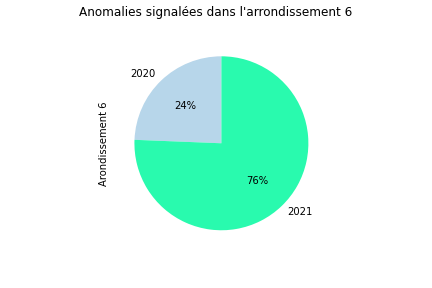 Anomalies signalées dans l'arrondissement 6
2020
24%
Arondissement 6
76%
2021